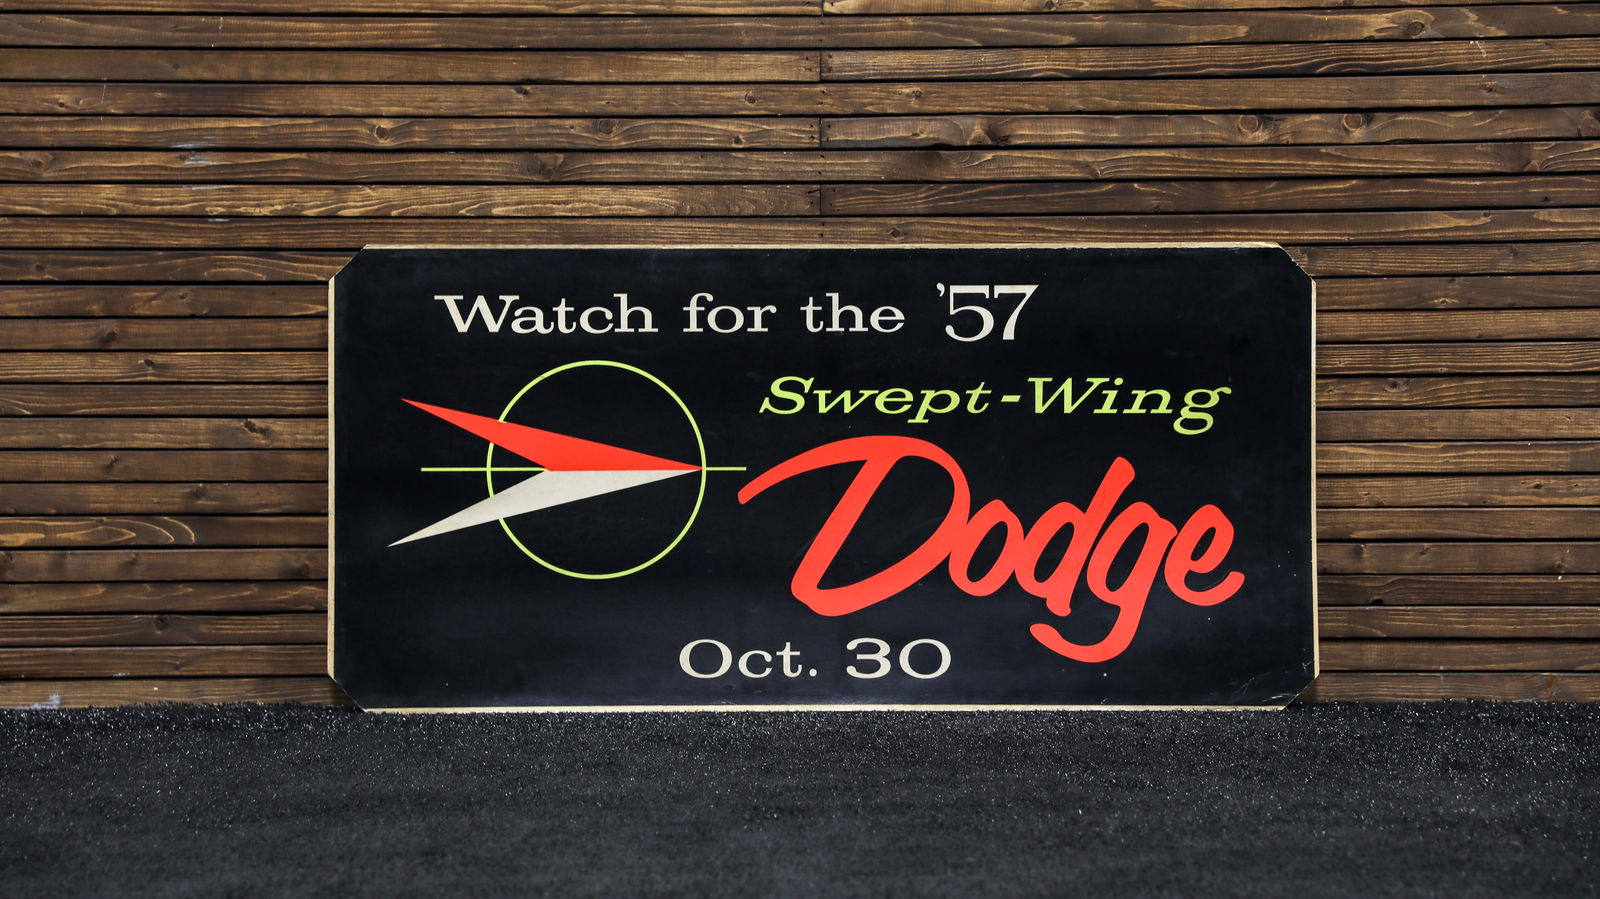 Watch for the '57
Swept-Wing
Dodge
Oct. 30